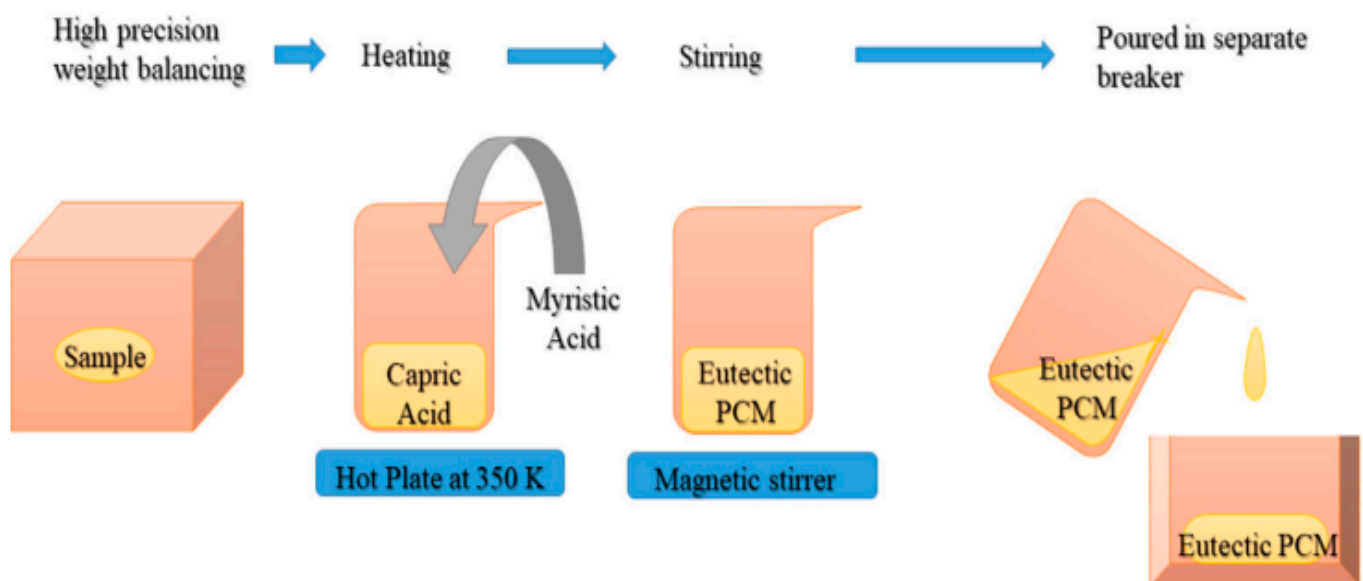 High precision
weight balancing
Heating
Stirring
Poured in separate
breaker
Sample
Capric
Acid
Myristic
Acid
Hot Plate at 350 K
Eutectic
PCM
Magnetic stirrer
Eutectic
PCM
Eutectic PCM